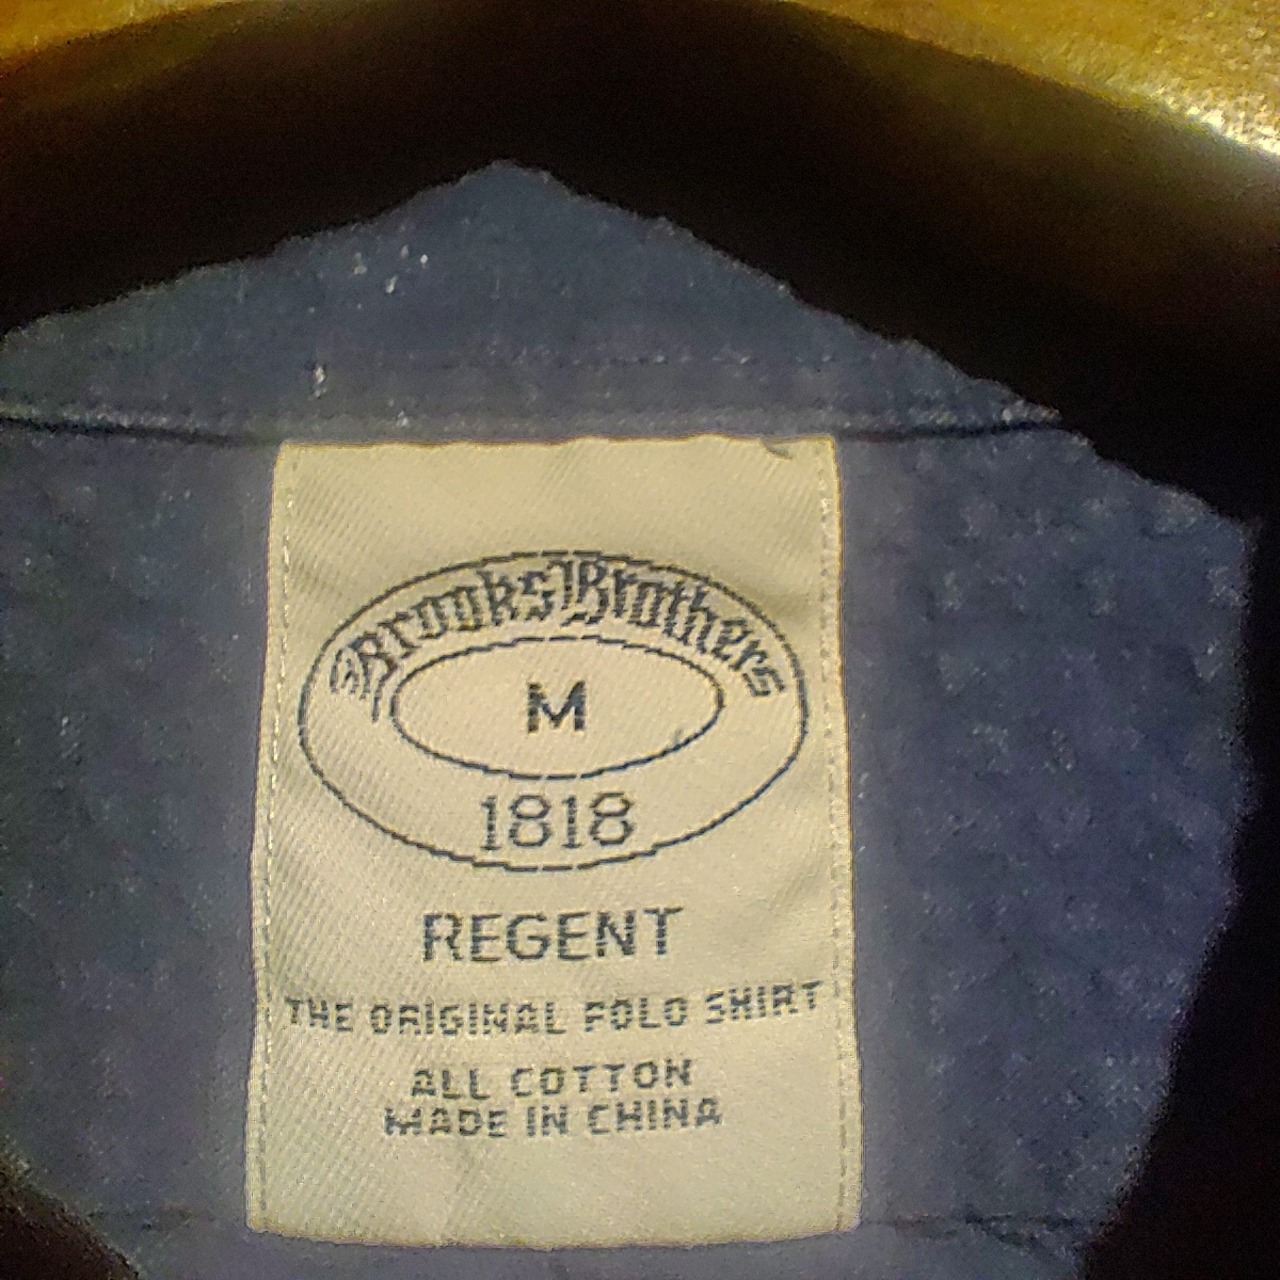 Brooks Brothers
M
1818
REGENT
THE ORIGINAL POLO SHIRT
ALL COTTON
MADE IN CHINA